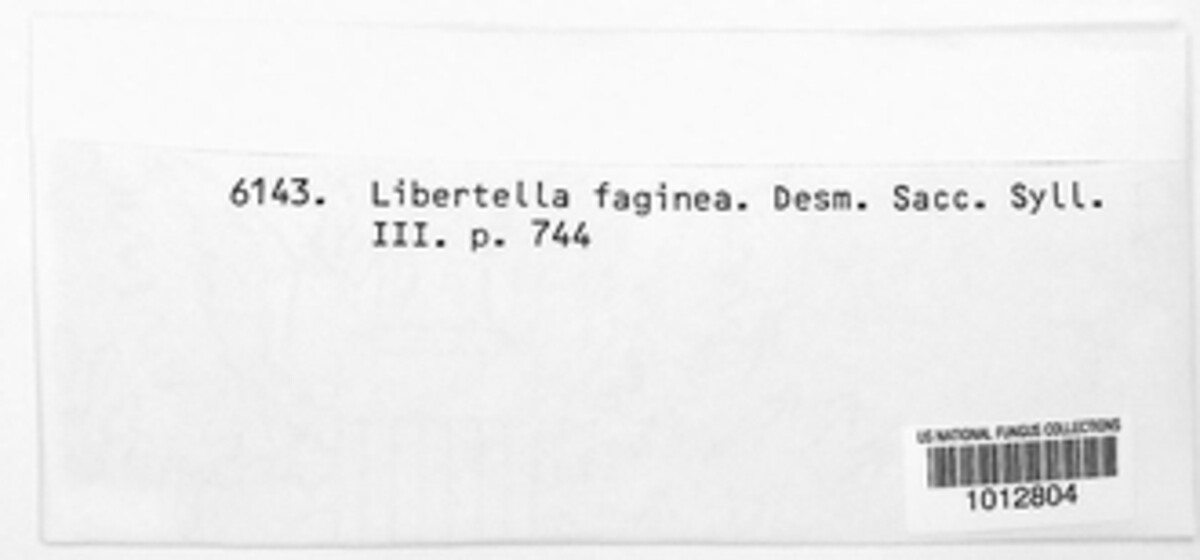 6143. Libertella faginea. Desm. Sacc. Syll.
III. p. 744
US NATIONAL FUNGUS COLLECTIONS
1012804